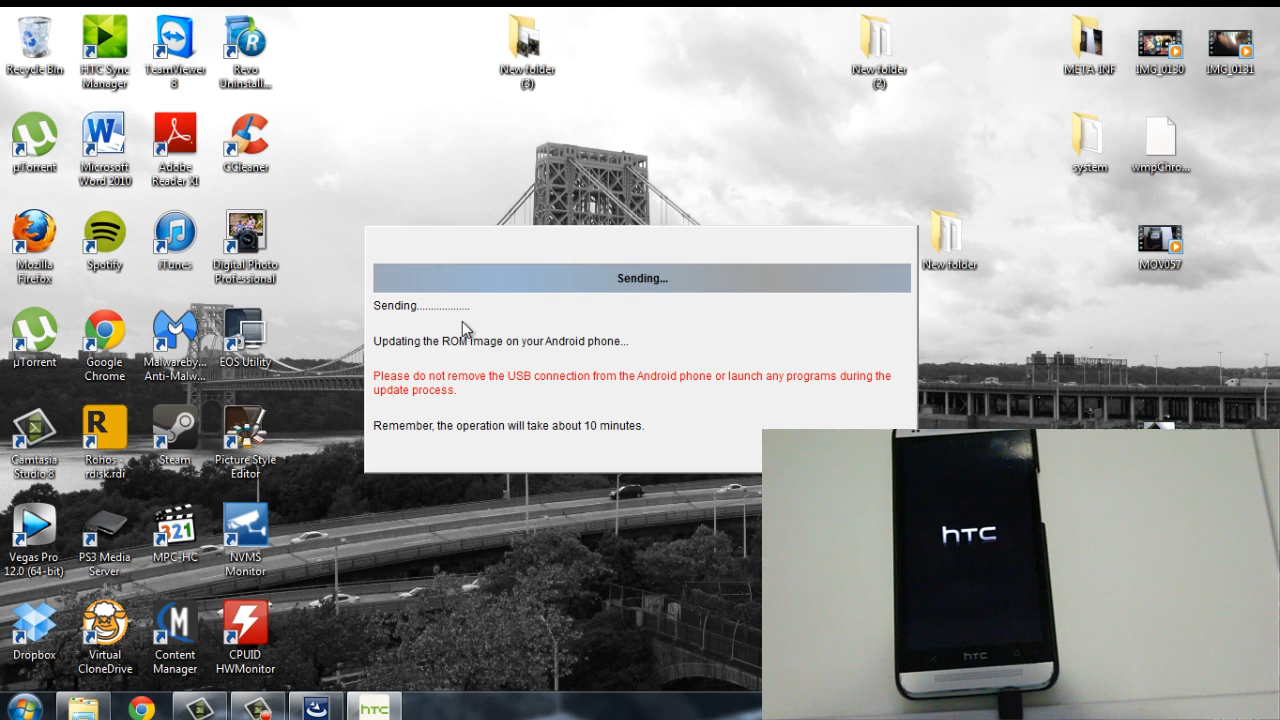 Recycle Bin
HTC Sync
Manager
TeamViewer
8
Revo
Uninstall...
New folder
(3)
New folder
(2)
META-INF
IMG_0130
IMG_0131
µTorrent
Microsoft
Word 2010
Adobe
Reader XI
CCleaner
system
wmpChro...
Mozilla
Firefox
Spotify
iTunes
Digital Photo
Professional
New folder
MOV057
Sending...
Sending..................
Updating the ROM image on your Android phone...
Please do not remove the USB connection from the Android phone or launch any programs during the
update process.
Remember, the operation will take about 10 minutes.
µTorrent
Google
Chrome
Malwareby...
Anti-Malw...
EOS Utility
Camtasia
Studio 8
Rohos -
rdisk.rdi
Steam
Picture Style
Editor
Vegas Pro
12.0 (64-bit)
PS3 Media
Server
321
MPC-HC
NVMS
Monitor
Dropbox
Virtual
CloneDrive
Content
Manager
CPUID
HWMonitor
hTC
hTC
hTC